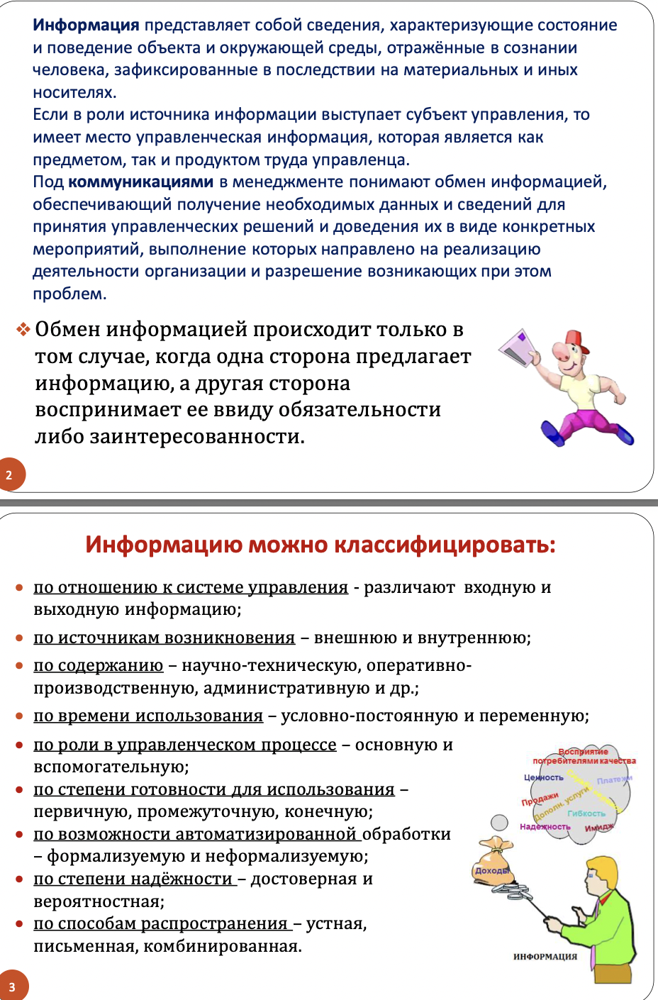 Информация представляет собой сведения, характеризующие состояние
и поведение объекта и окружающей среды, отражённые в сознании
человека, зафиксированные в последствии на материальных и иных
носителях.
Если в роли источника информации выступает субъект управления, то
имеет место управленческая информация, которая является как
предметом, так и продуктом труда управленца.
Под коммуникациями в менеджменте понимают обмен информацией,
обеспечивающий получение необходимых данных и сведений для
принятия управленческих решений и доведения их в виде конкретных
мероприятий, выполнение которых направлено на реализацию
деятельности организации и разрешение возникающих при этом
проблем.
❖ Обмен информацией происходит только в
том случае, когда одна сторона предлагает
информацию, а другая сторона
воспринимает ее ввиду обязательности
либо заинтересованности.
2
Информацию можно классифицировать:
• по отношению к системе управления - различают входную и
выходную информацию;
• по источникам возникновения – внешнюю и внутреннюю;
• по содержанию – научно-техническую, оперативно-
производственную, административную и др.;
• по времени использования – условно-постоянную и переменную;
• по роли в управленческом процессе – основную и
вспомогательную;
• по степени готовности для использования –
первичную, промежуточную, конечную;
• по возможности автоматизированной обработки
– формализуемую и неформализуемую;
• по степени надёжности – достоверная и
вероятностная;
• по способам распространения – устная,
письменная, комбинированная.
Восприятие
потребителями качества
Ценность
Платежи
Продажи
Дополн. услуги
Гибкость
Надежность
Имидж
Доходы
ИНФОРМАЦИЯ
3